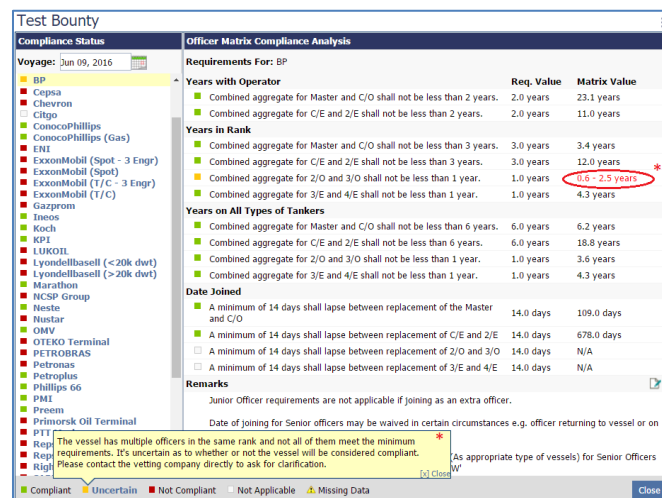 Test Bounty
Compliance Status
Voyage: Jun 09, 2016
BP
Cepsa
Chevron
Citgo
ConocoPhillips
ConocoPhillips (Gas)
ENI
ExxonMobil (Spot - 3 Engr)
ExxonMobil (Spot)
ExxonMobil (T/C - 3 Engr)
ExxonMobil (T/C)
Gazprom
Ineos
Koch
KPI
LUKOIL
Lyondellbasell (<20k dwt)
Lyondellbasell (>20k dwt)
Marathon
NCSP Group
Neste
Nustar
OMV
OTEKO Terminal
PETROBRAS
Petronas
Petroplus
Phillips 66
PMI
Preem
Primorsk Oil Terminal
PTT
Reps
Reps
Righ
Officer Matrix Compliance Analysis
Requirements For: BP
Years with Operator Req. Value Matrix Value
Combined aggregate for Master and C/O shall not be less than 2 years. 2.0 years 23.1 years
Combined aggregate for C/E and 2/E shall not be less than 2 years. 2.0 years 11.0 years
Years in Rank
Combined aggregate for Master and C/O shall not be less than 3 years. 3.0 years 3.4 years
Combined aggregate for C/E and 2/E shall not be less than 3 years. 3.0 years 12.0 years
Combined aggregate for 2/O and 3/O shall not be less than 1 year. 1.0 years 0.6 - 2.5 years *
Combined aggregate for 3/E and 4/E shall not be less than 1 year. 1.0 years 4.3 years
Years on All Types of Tankers
Combined aggregate for Master and C/O shall not be less than 6 years. 6.0 years 6.2 years
Combined aggregate for C/E and 2/E shall not be less than 6 years. 6.0 years 18.8 years
Combined aggregate for 2/O and 3/O shall not be less than 1 year. 1.0 years 3.6 years
Combined aggregate for 3/E and 4/E shall not be less than 1 year. 1.0 years 4.3 years
Date Joined
A minimum of 14 days shall lapse between replacement of the Master
and C/O 14.0 days 109.0 days
A minimum of 14 days shall lapse between replacement of C/E and 2/E 14.0 days 678.0 days
A minimum of 14 days shall lapse between replacement of 2/O and 3/O 14.0 days N/A
A minimum of 14 days shall lapse between replacement of 3/E and 4/E 14.0 days N/A
Remarks
Junior Officer requirements are not applicable if joining as an extra officer.
Date of joining for Senior officers may be waived in certain circumstances e.g. officer returning to vessel or on
(As appropriate type of vessels) for Senior Officers
W'
The vessel has multiple officers in the same rank and not all of them meet the minimum *
requirements. It's uncertain as to whether or not the vessel will be considered compliant.
Please contact the vetting company directly to ask for clarification.
[x] Close
Compliant Uncertain Not Compliant Not Applicable Missing Data Close